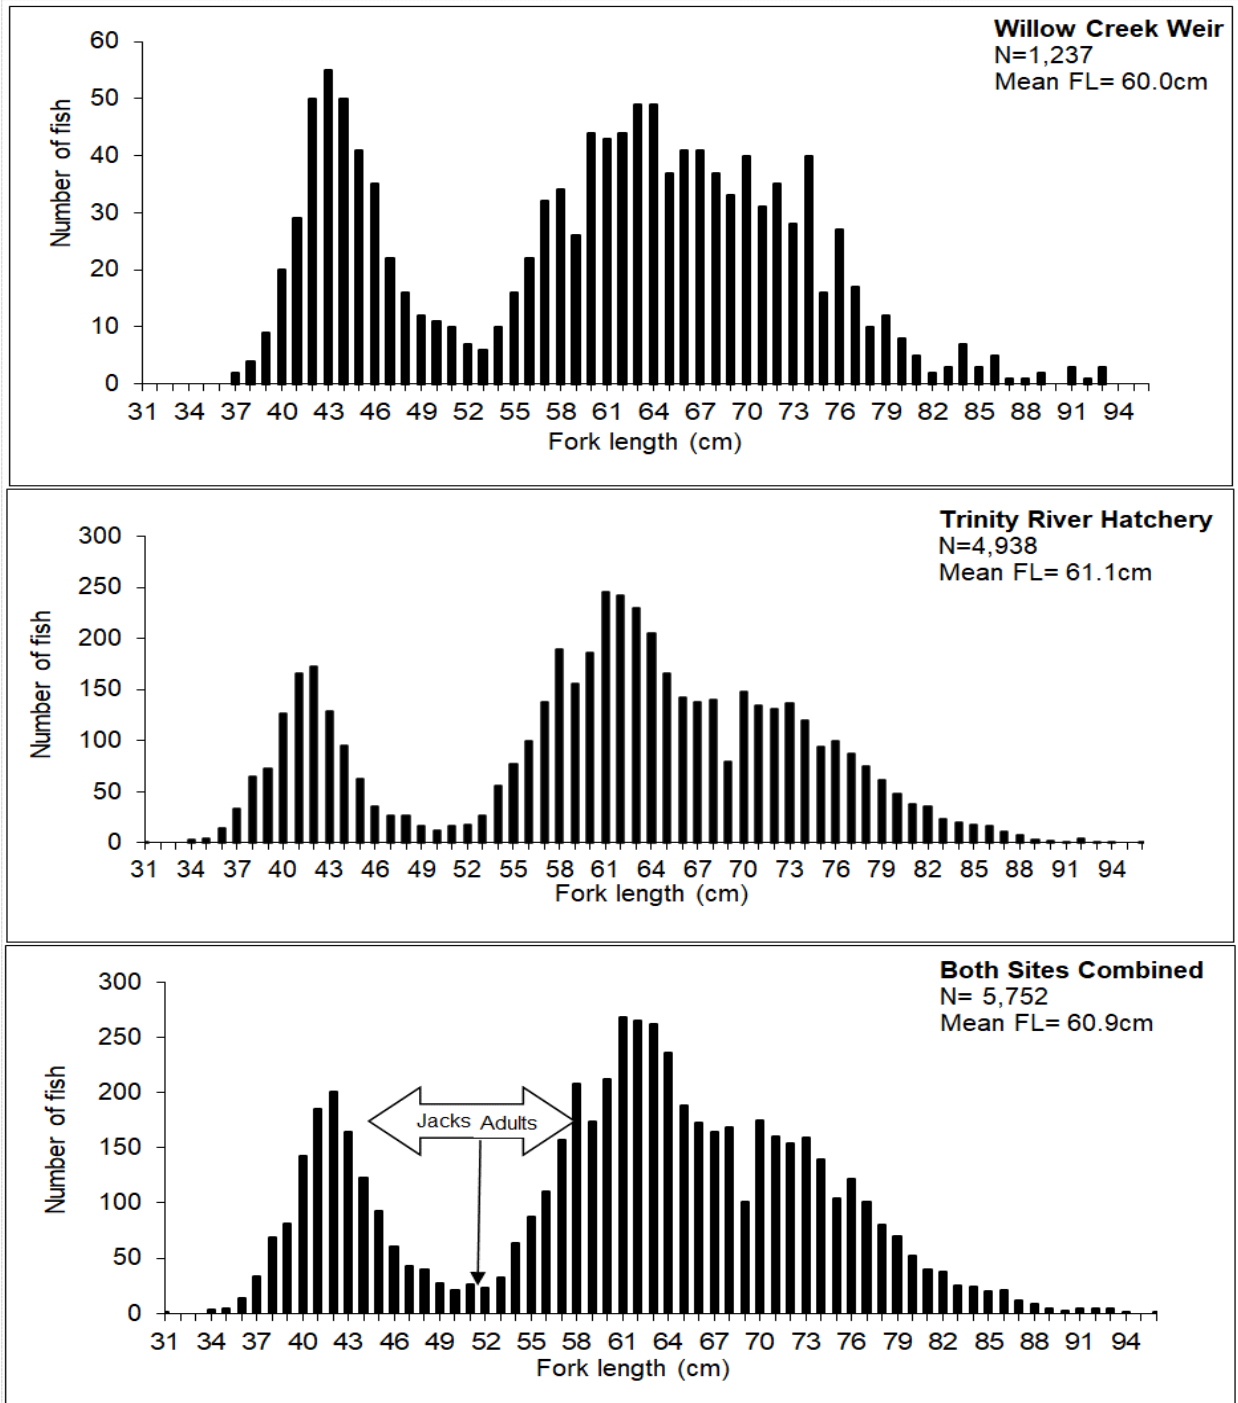 Willow Creek Weir
N=1,237
Mean FL= 60.0cm
60
50
40
30
20
10
0
Number of fish
31 34 37 40 43 46 49 52 55 58 61 64 67 70 73 76 79 82 85 88 91 94
Fork length (cm)
Trinity River Hatchery
N=4,938
Mean FL= 61.1cm
300
250
200
150
100
50
0
Number of fish
31 34 37 40 43 46 49 52 55 58 61 64 67 70 73 76 79 82 85 88 91 94
Fork length (cm)
Both Sites Combined
N= 5,752
Mean FL= 60.9cm
300
250
200
150
100
50
0
Number of fish
Jacks Adults
31 34 37 40 43 46 49 52 58 61 64 67 70 73 76 79 82 85 88 91 94
Fork length (cm)